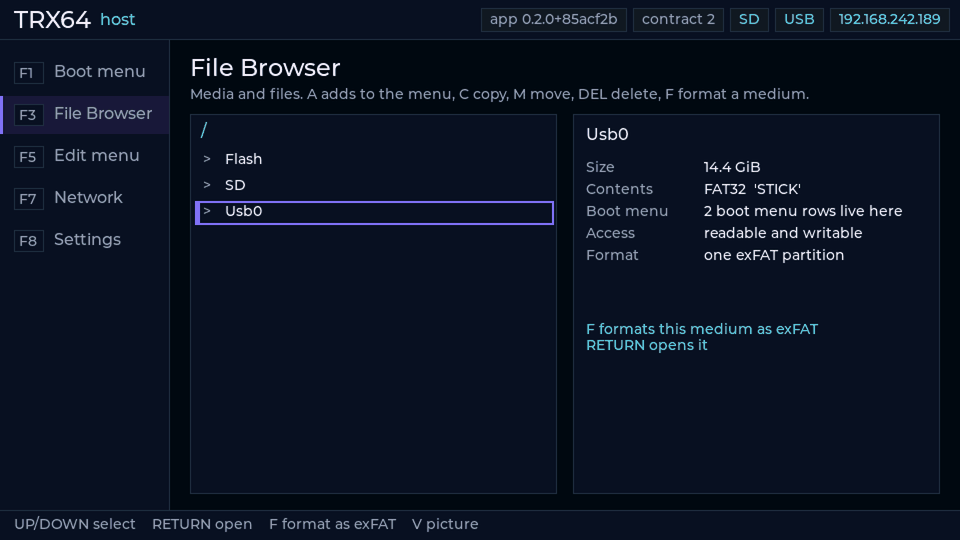 TRX64 host
app 0.2.0+85acf2b
contract 2
SD
USB
192.168.242.189
F1 Boot menu
F3 File Browser
F5 Edit menu
F7 Network
F8 Settings
File Browser
Media and files. A adds to the menu, C copy, M move, DEL delete, F format a medium.
/
> Flash
> SD
> Usb0
Usb0
Size 14.4 GiB
Contents FAT32 'STICK'
Boot menu 2 boot menu rows live here
Access readable and writable
Format one exFAT partition
F formats this medium as exFAT
RETURN opens it
UP/DOWN select RETURN open F format as exFAT V picture